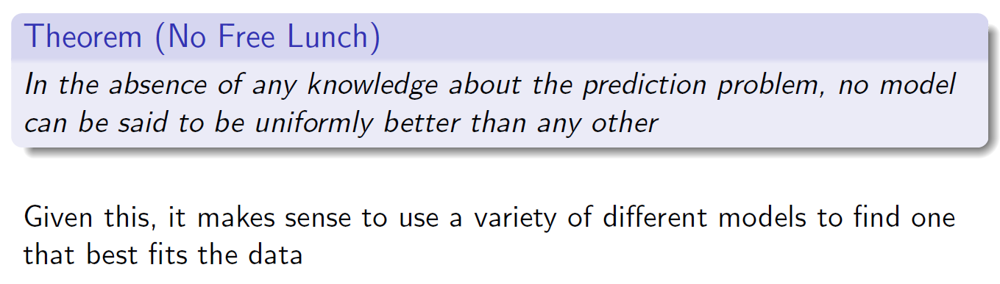 Theorem (No Free Lunch)
In the absence of any knowledge about the prediction problem, no model
can be said to be uniformly better than any other
Given this, it makes sense to use a variety of different models to find one
that best fits the data